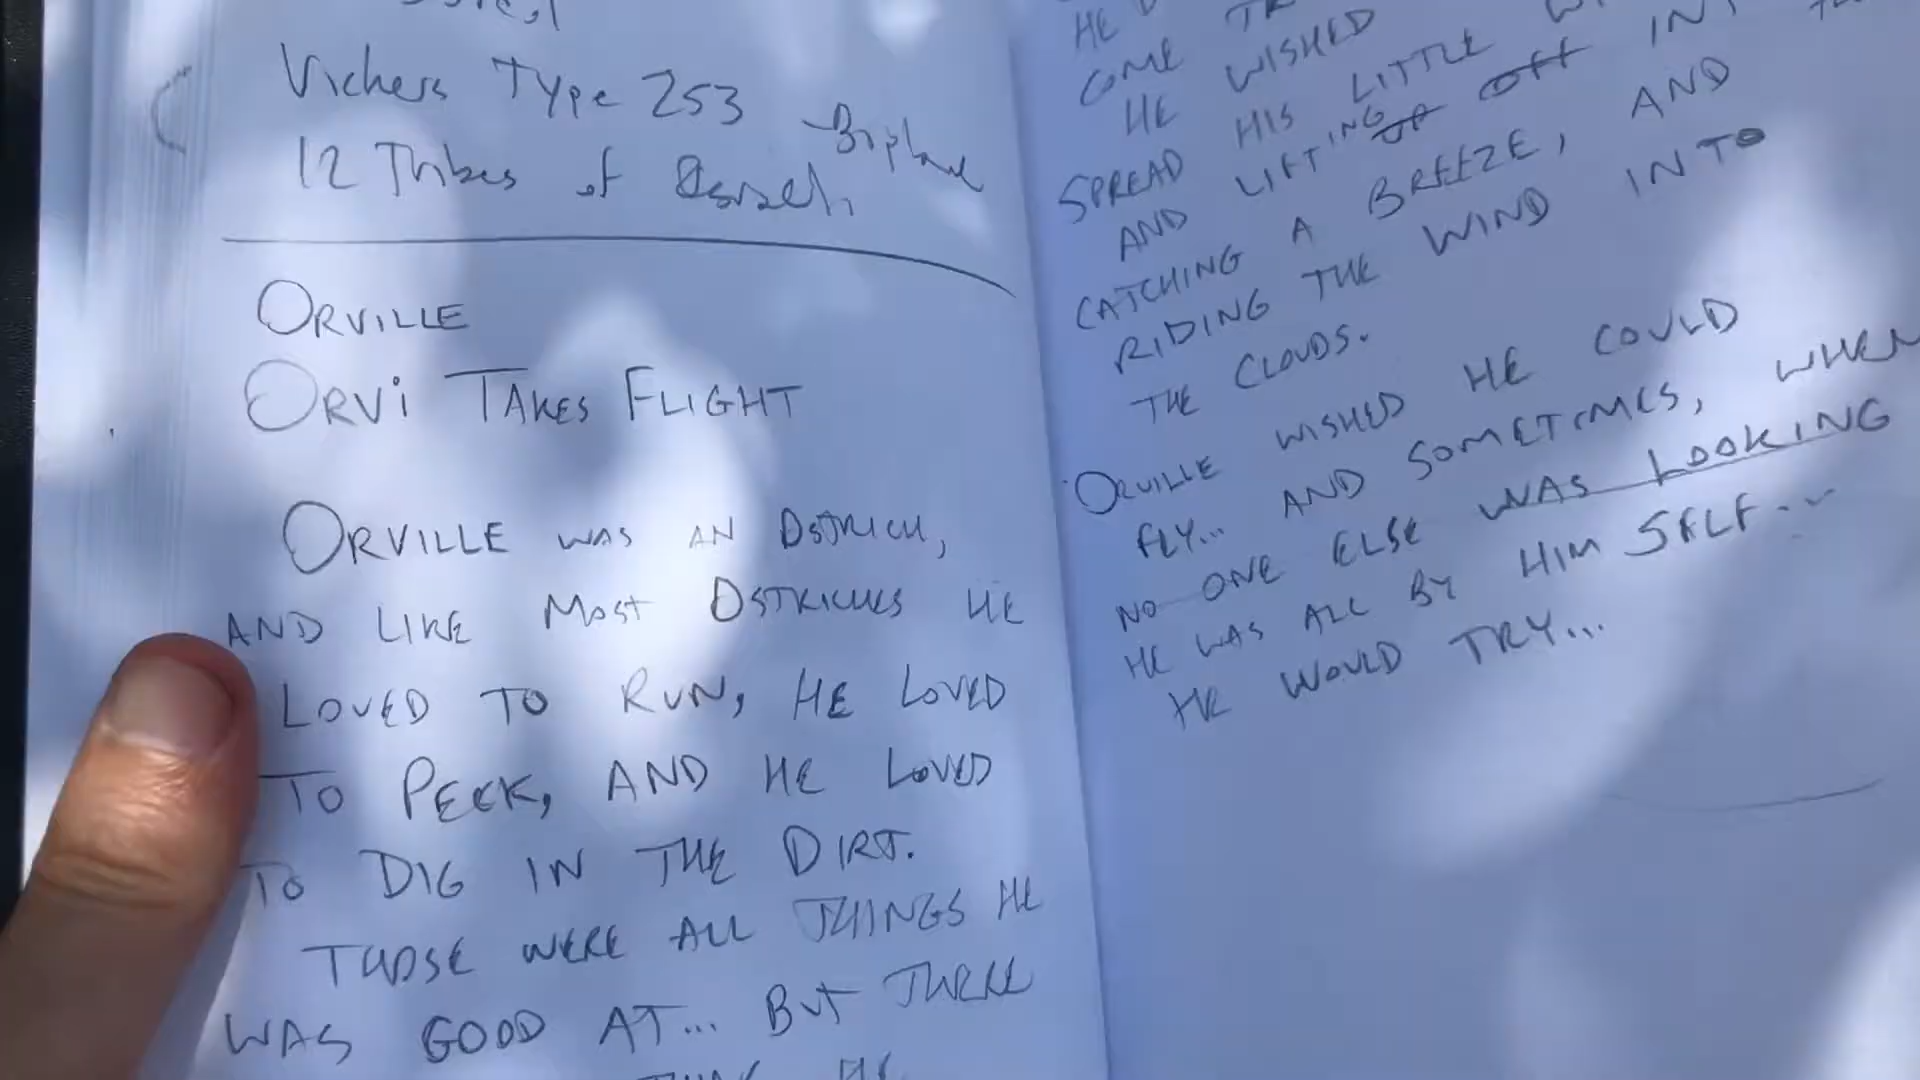 Vickers Type 253
Biplane
12 Tribes of
ORVILLE
ORVi TAKES FLIGHT
ORVILLE WAS AN OSTRICH,
AND LIKE MOST OSTRICHES HE
LOVED TO RUN, HE LOVED
TO PECK, AND HE LOVED
TO DIG IN THE DIRT.
THOSE WERE ALL THINGS HE
WAS GOOD AT... BUT THERE
HE
HE
COME
HE WISHED
SPREAD HIS LITTLE
AND LIFTING UP OFF
CATCHING A BREEZE, AND
RIDING THE WIND INTO
THE CLOUDS.
ORVILLE WISHED HE COULD
FLY... AND SOMETIMES, WHEN
NO ONE ELSE WAS LOOKING
HE WAS ALL BY HIM SELF...
HE WOULD TRY...